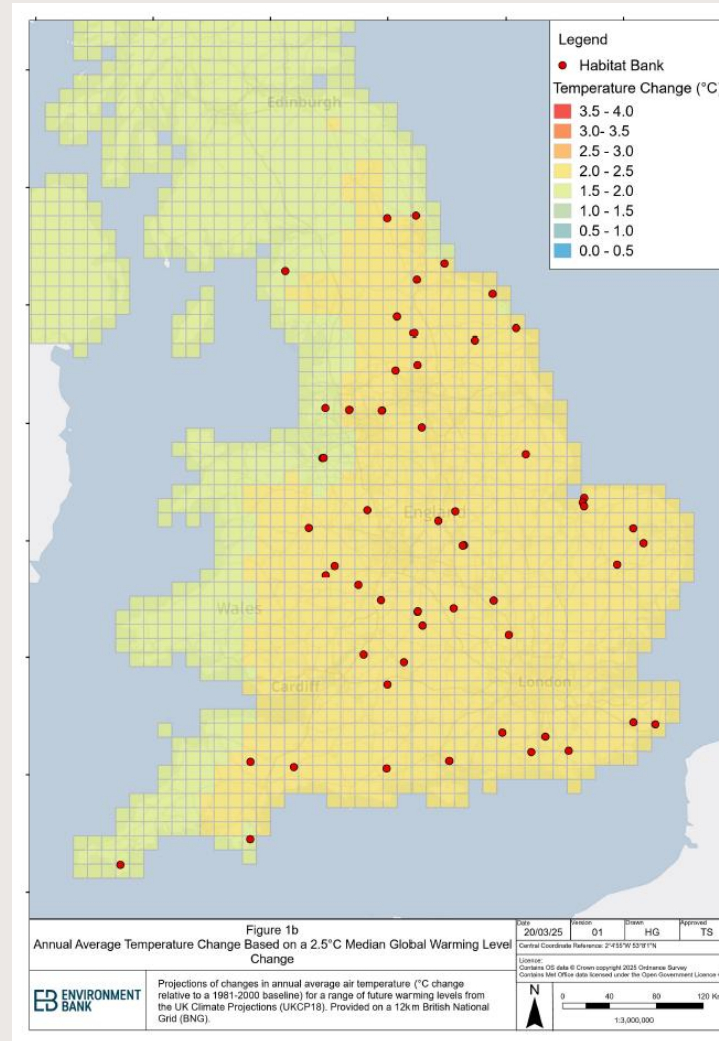 Legend
Habitat Bank
Temperature Change (°C)
3.5 - 4.0
3.0- 3.5
2.5 - 3.0
2.0 - 2.5
1.5 - 2.0
1.0 - 1.5
0.5 - 1.0
0.0 - 0.5
Edinburgh
England
Wales
Cardiff
London
Figure 1b
Annual Average Temperature Change Based on a 2.5°C Median Global Warming Level
Change
Date
20/03/25
Version
01
Drawn
HG
Approved
TS
Central Coordinate Reference:
Licence:
Contains OS data © Crown copyright 2025 Ordnance Survey
Contains Met Office data licensed under the Open Government Licence
ENVIRONMENT
BANK
Projections of changes in annual average air temperature (°C change
relative to a 1981-2000 baseline) for a range of future warming levels from
the UK Climate Projections (UKCP18). Provided on a 12km British National
Grid (BNG).
N
0 40 80 120
1:3,000,000